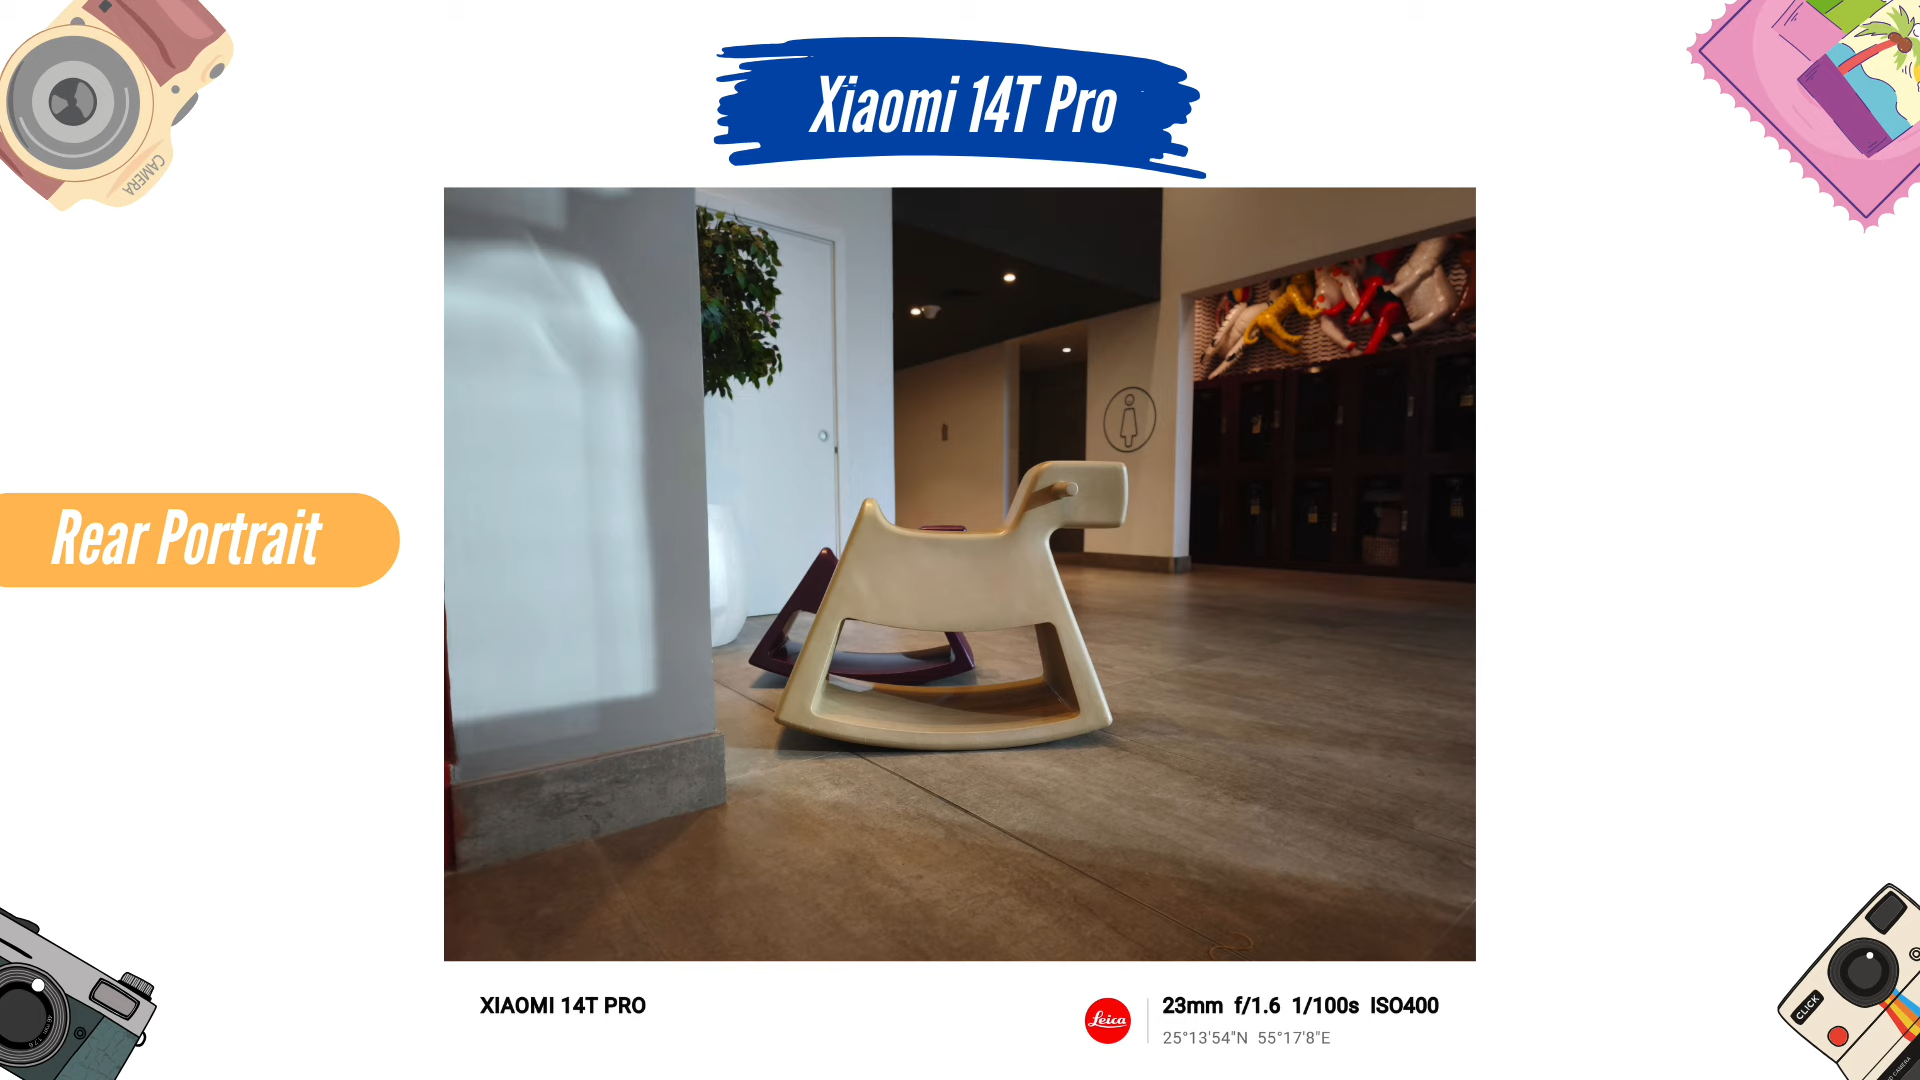 Xiaomi 14T Pro
CAMERA
Rear Portrait
XIAOMI 14T PRO
Leica
23mm f/1.6 1/100s ISO400
25°13'54"N 55°17'8"E
CLICK